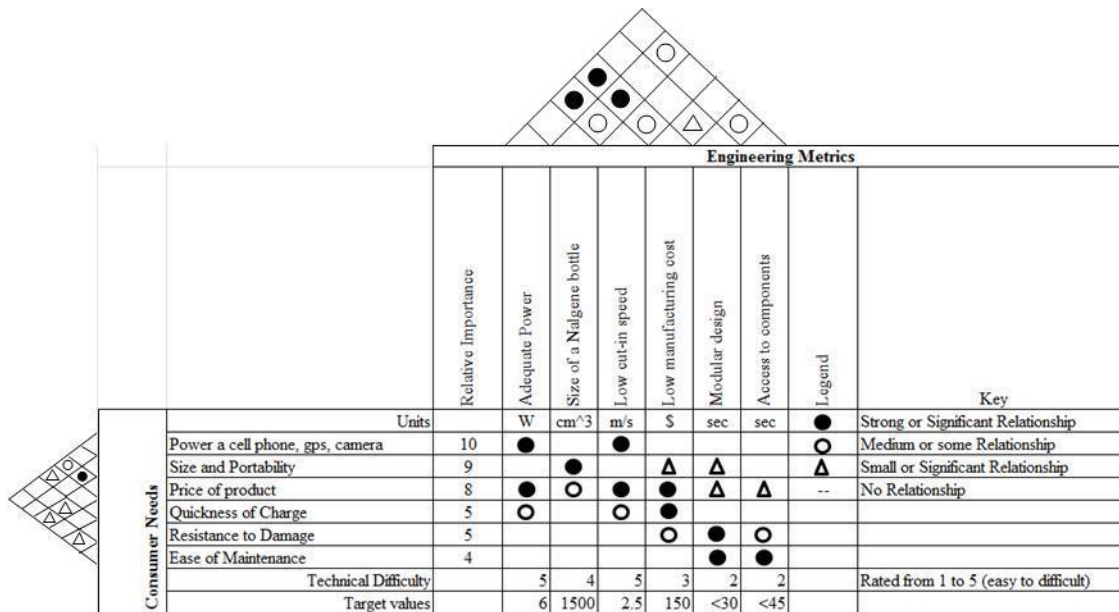 Engineering Metrics
Relative Importance
Adequate Power
Size of a Nalgene bottle
Low cut-in speed
Low manufacturing cost
Modular design
Access to components
Legend
Key
Consumer Needs
Units W cm^3 m/s $ sec sec Strong or Significant Relationship
Power a cell phone, gps, camera 10 Medium or some Relationship
Size and Portability 9 Small or Significant Relationship
Price of product 8 -- No Relationship
Quickness of Charge 5
Resistance to Damage 5
Ease of Maintenance 4
Technical Difficulty 5 4 5 3 2 2 Rated from 1 to 5 (easy to difficult)
Target values 6 1500 2.5 150 <30 <45